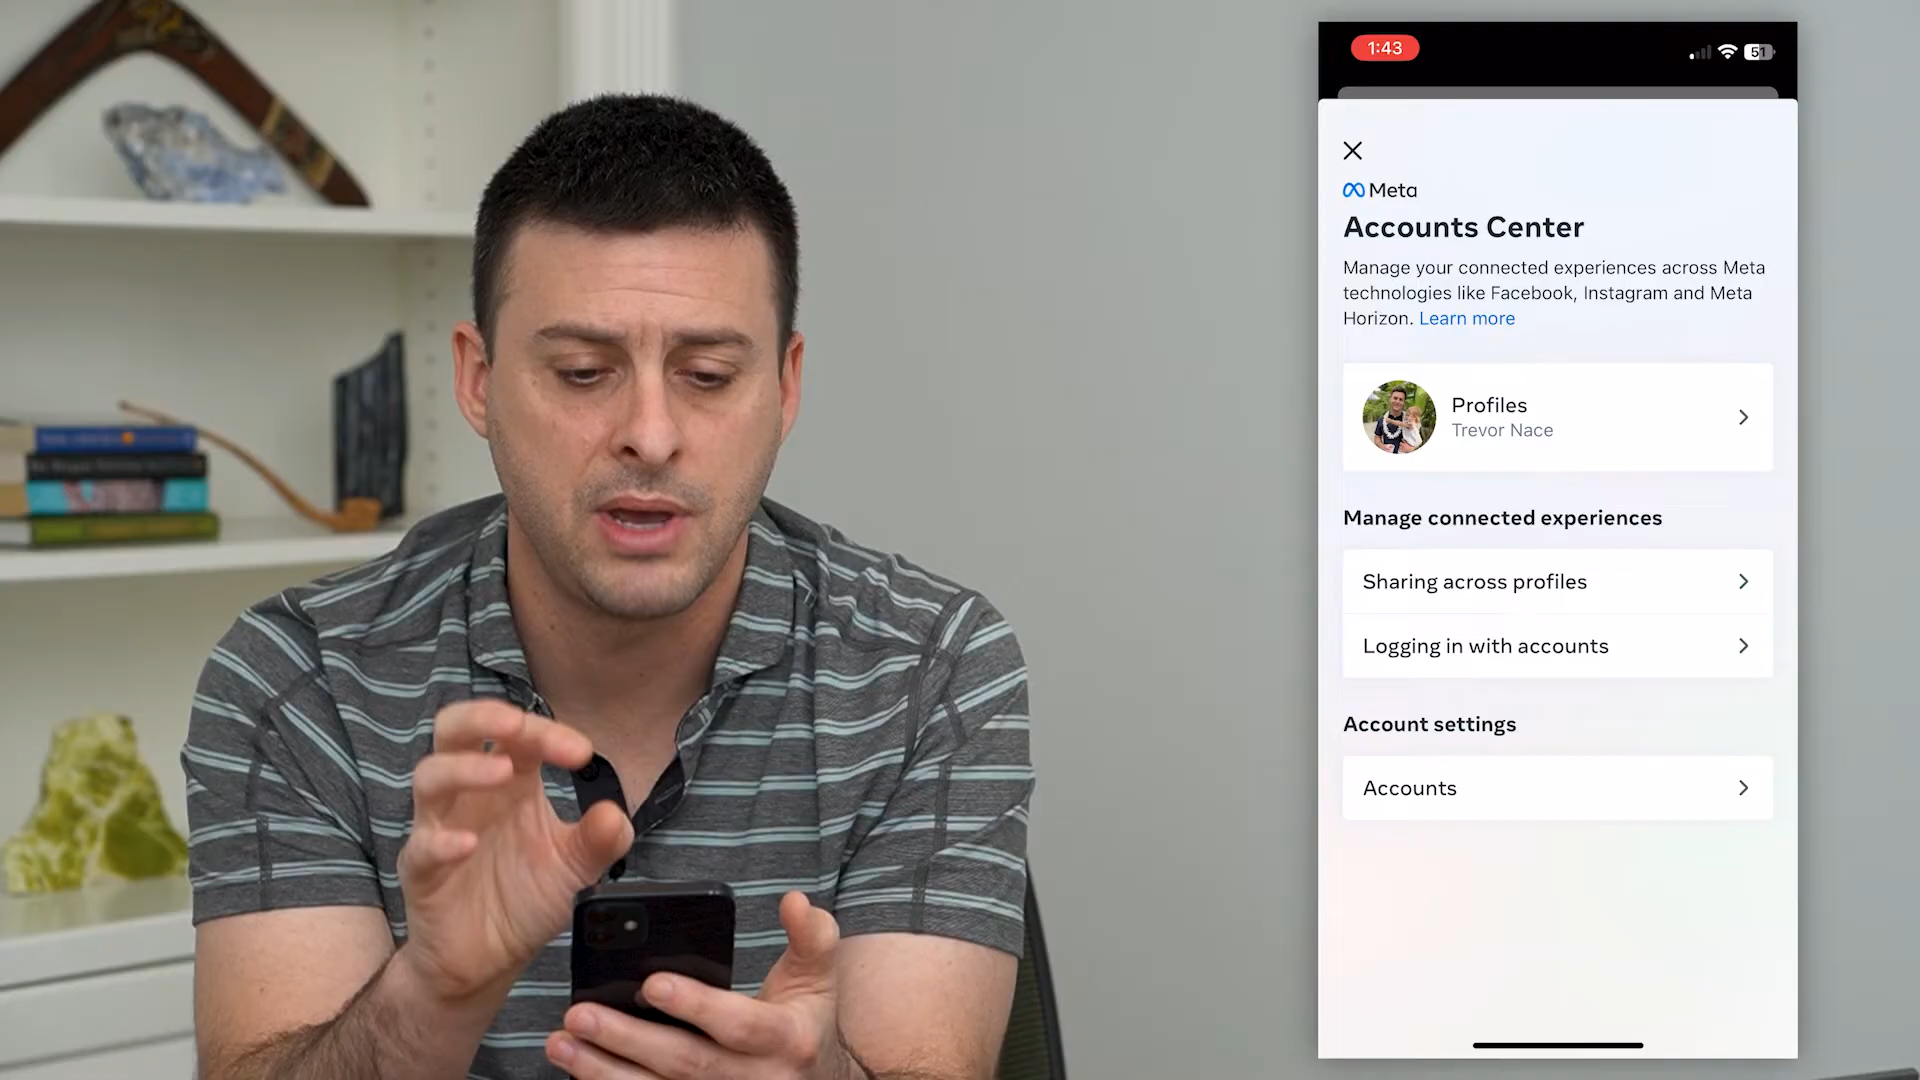 1:43
51
Meta
Accounts Center
Manage your connected experiences across Meta
technologies like Facebook, Instagram and Meta
Horizon. Learn more
Profiles
Trevor Nace
Manage connected experiences
Sharing across profiles
Logging in with accounts
Account settings
Accounts